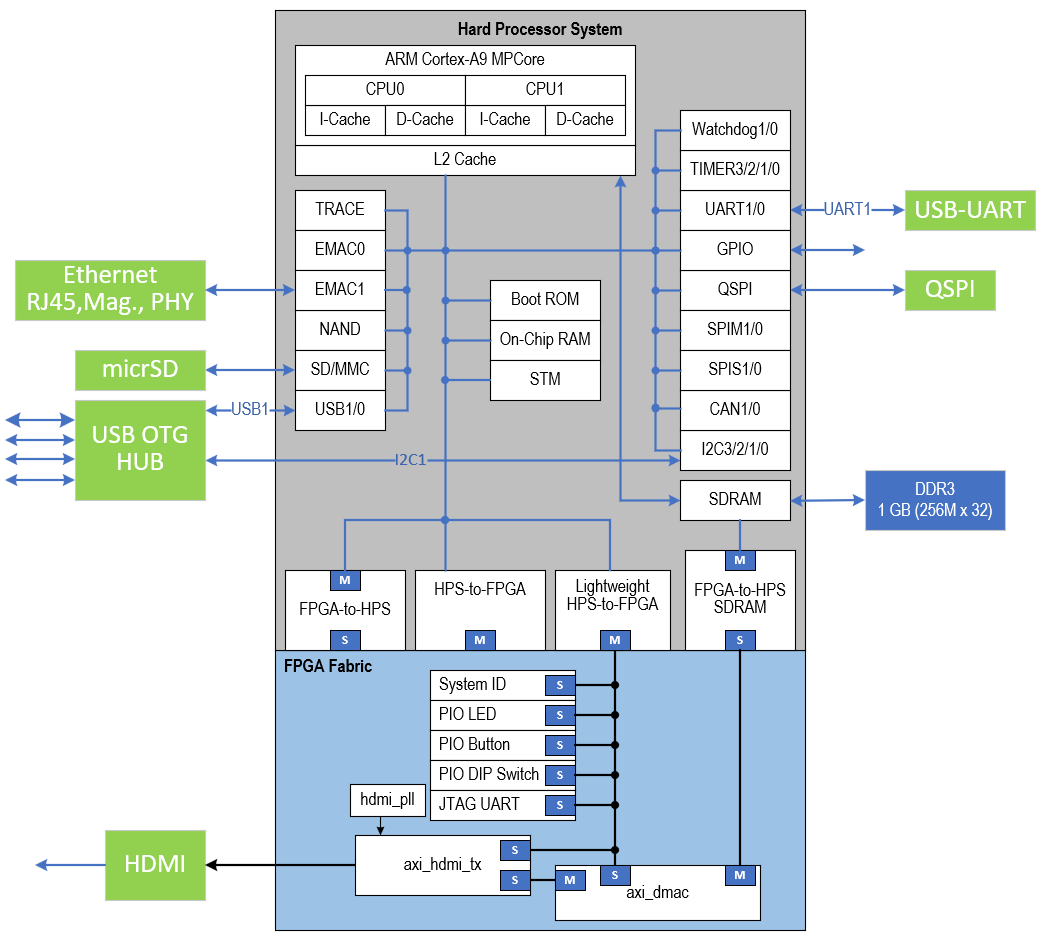 Hard Processor System
ARM Cortex-A9 MPCore
CPU0
CPU1
I-Cache
D-Cache
I-Cache
D-Cache
L2 Cache
TRACE
EMAC0
EMAC1
NAND
SD/MMC
USB1/0
Boot ROM
On-Chip RAM
STM
Watchdog1/0
TIMER3/2/1/0
UART1/0
GPIO
QSPI
SPIM1/0
SPIS1/0
CAN1/0
I2C3/2/1/0
SDRAM
UART1
USB-UART
QSPI
DDR3
1 GB (256M x 32)
Ethernet
RJ45,Mag., PHY
micrSD
USB OTG
HUB
USB1
I2C1
M
FPGA-to-HPS
S
HPS-to-FPGA
M
Lightweight
HPS-to-FPGA
M
M
FPGA-to-HPS
SDRAM
S
FPGA Fabric
System ID
S
PIO LED
S
PIO Button
S
PIO DIP Switch
S
JTAG UART
S
hdmi_pll
axi_hdmi_tx
S
S
M
S
M
axi_dmac
HDMI